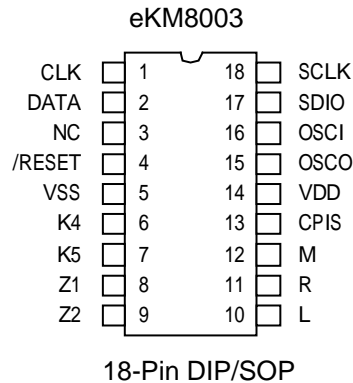 eKM8003
CLK 1 18 SCLK
DATA 2 17 SDIO
NC 3 16 OSCI
/RESET 4 15 OSCO
VSS 5 14 VDD
K4 6 13 CPIS
K5 7 12 M
Z1 8 11 R
Z2 9 10 L
18-Pin DIP/SOP